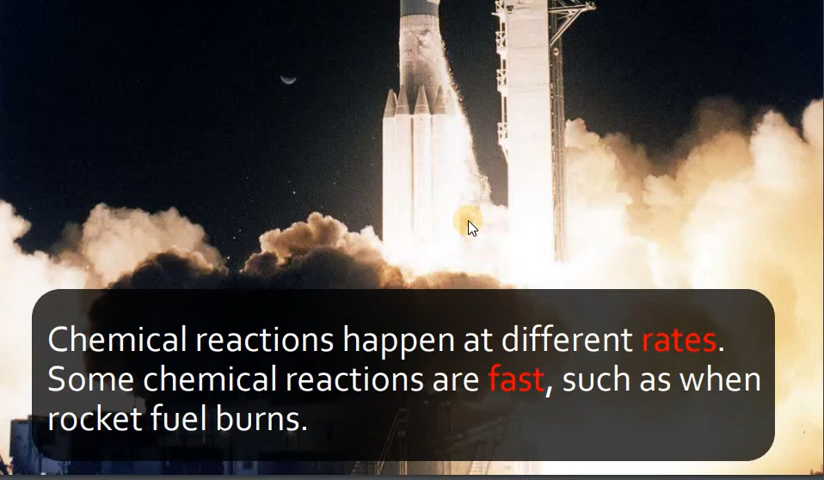 Chemical reactions happen at different rates.
Some chemical reactions are fast, such as when
rocket fuel burns.